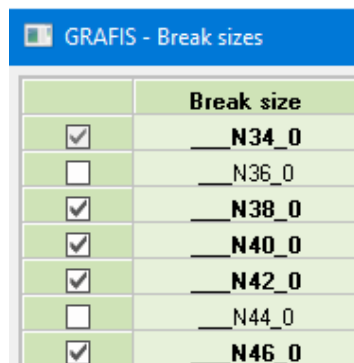 GRAFIS - Break sizes
Break size
___N34_0
___N36_0
___N38_0
___N40_0
___N42_0
___N44_0
___N46_0